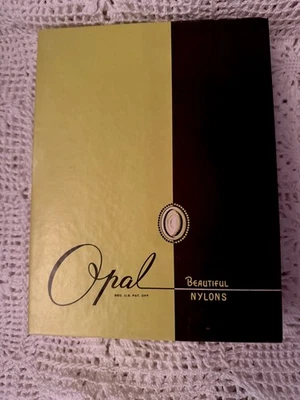 Opal
REG. U.S. PAT. OFF.
BEAUTIFUL
NYLONS